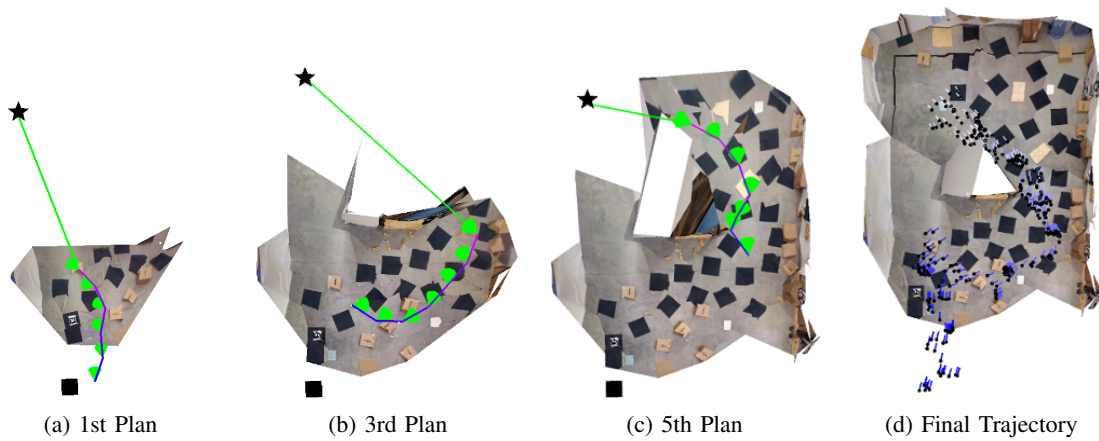 (a) 1st Plan
(b) 3rd Plan
(c) 5th Plan
(d) Final Trajectory